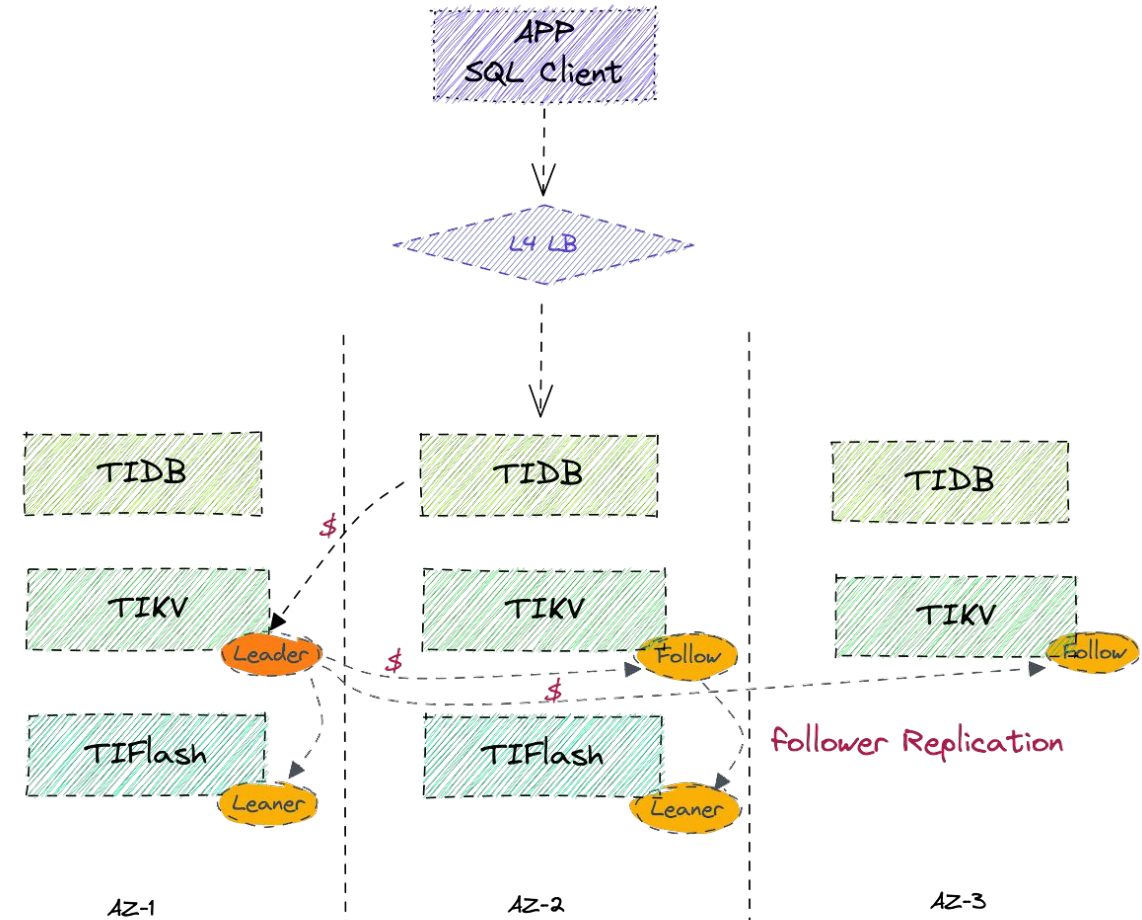 APP
SQL Client
L4 LB
TIDB
TIDB
TIDB
$
TIKV
TIKV
TIKV
Leader
Follow
Follow
$
$
TIFlash
TIFlash
follower Replication
Leaner
Leaner
AZ-1
AZ-2
AZ-3